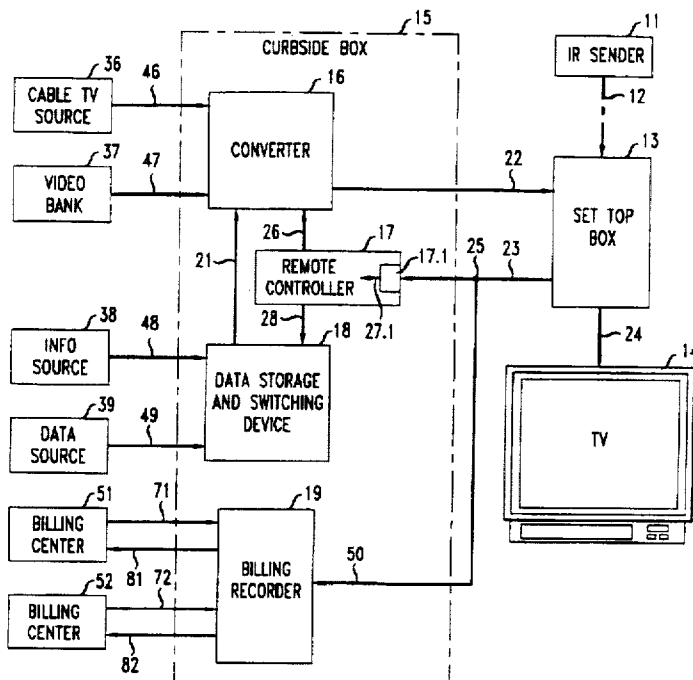 15
CURBSIDE BOX
11
IR SENDER
12
36
CABLE TV
SOURCE
46
16
CONVERTER
13
SET TOP
BOX
37
VIDEO
BANK
47
22
21
26
17
REMOTE
CONTROLLER
17.1
27.1
25
23
28
24
38
INFO
SOURCE
48
18
DATA STORAGE
AND SWITCHING
DEVICE
14
TV
39
DATA
SOURCE
49
51
BILLING
CENTER
71
81
19
BILLING
RECORDER
50
52
BILLING
CENTER
72
82